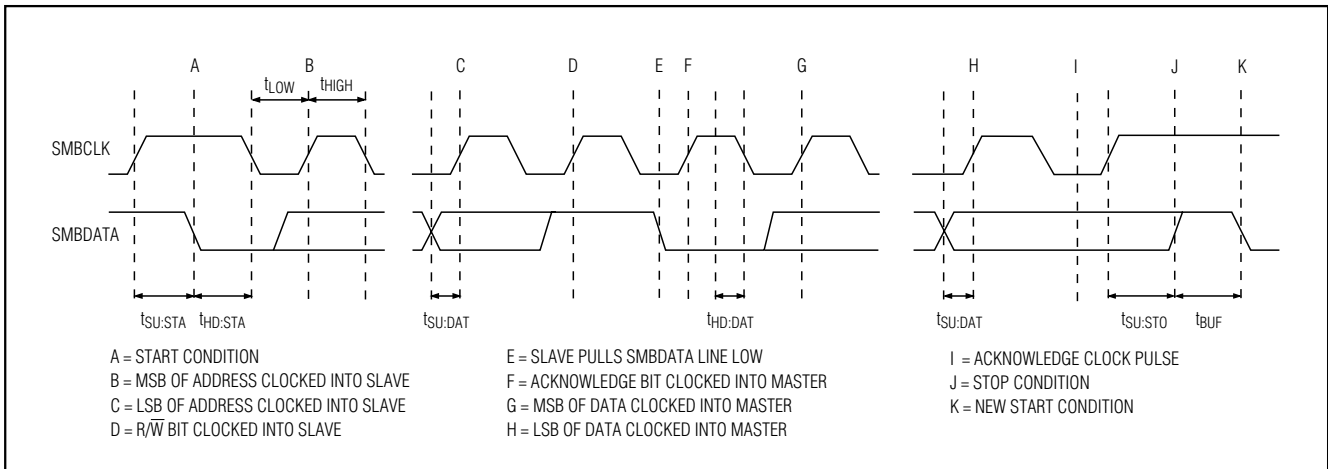 A B C D E F G H I J K
tLOW tHIGH
SMBCLK
SMBDATA
tSU:STA tHD:STA tSU:DAT tHD:DAT tSU:DAT tSU:STO tBUF
A = START CONDITION
B = MSB OF ADDRESS CLOCKED INTO SLAVE
C = LSB OF ADDRESS CLOCKED INTO SLAVE
D = R/W̅ BIT CLOCKED INTO SLAVE
E = SLAVE PULLS SMBDATA LINE LOW
F = ACKNOWLEDGE BIT CLOCKED INTO MASTER
G = MSB OF DATA CLOCKED INTO MASTER
H = LSB OF DATA CLOCKED INTO MASTER
I = ACKNOWLEDGE CLOCK PULSE
J = STOP CONDITION
K = NEW START CONDITION